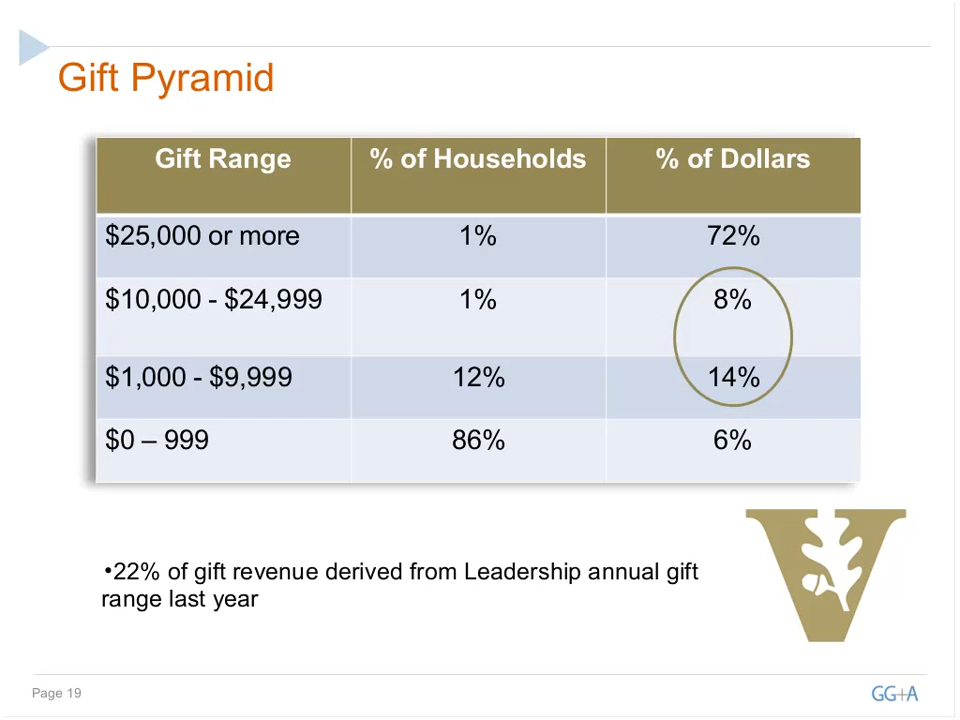 Gift Pyramid
Gift Range % of Households % of Dollars
$25,000 or more 1% 72%
$10,000 - $24,999 1% 8%
$1,000 - $9,999 12% 14%
$0 – 999 86% 6%
•22% of gift revenue derived from Leadership annual gift
range last year
V
Page 19
GG+A